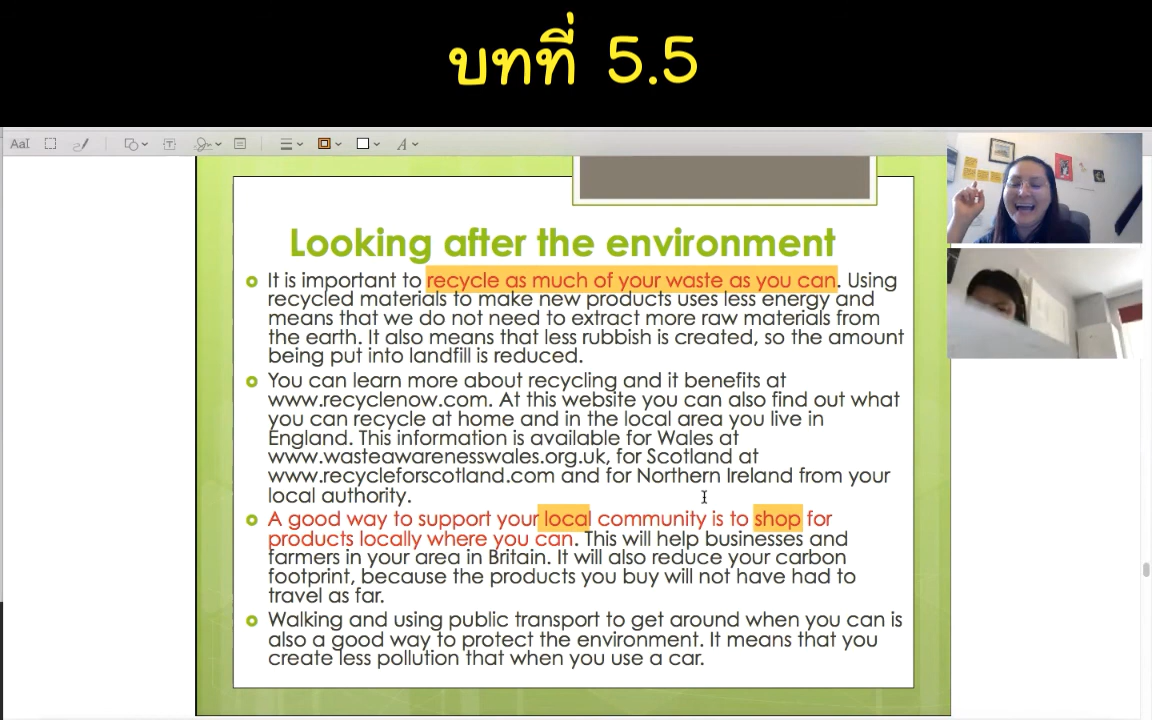 บทที่ 5.5
AaI
Looking after the environment
It is important to recycle as much of your waste as you can. Using
recycled materials to make new products uses less energy and
means that we do not need to extract more raw materials from
the earth. It also means that less rubbish is created, so the amount
being put into landfill is reduced.
You can learn more about recycling and it benefits at
www.recyclenow.com. At this website you can also find out what
you can recycle at home and in the local area you live in
England. This information is available for Wales at
www.wasteawarenesswales.org.uk, for Scotland at
www.recycleforscotland.com and for Northern Ireland from your
local authority.
A good way to support your local community is to shop for
products locally where you can. This will help businesses and
farmers in your area in Britain. It will also reduce your carbon
footprint, because the products you buy will not have had to
travel as far.
Walking and using public transport to get around when you can is
also a good way to protect the environment. It means that you
create less pollution that when you use a car.